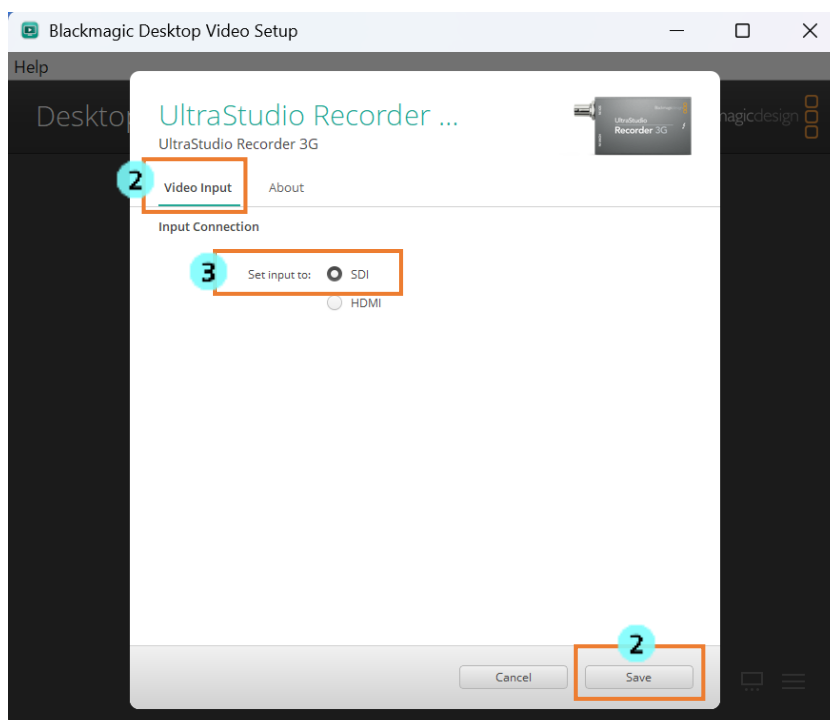 Blackmagic Desktop Video Setup
Help
Deskto
UltraStudio Recorder ...
UltraStudio Recorder 3G
UltraStudio
Recorder 3G
magicdesign
2
Video Input
About
Input Connection
3
Set input to:
SDI
HDMI
2
Cancel
Save